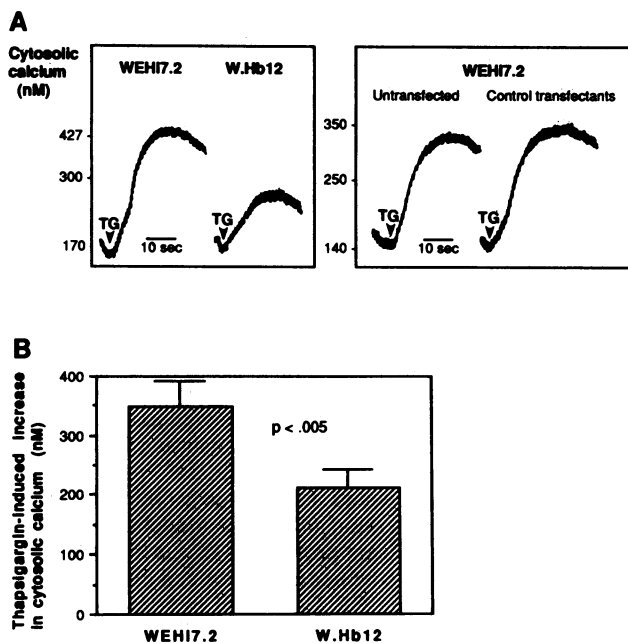 A
Cytosolic
calcium
(nM)
WEHI7.2
W.Hb12
427
300
170
TG
TG
10 sec
WEHI7.2
Untransfected
Control transfectants
350
250
140
TG
TG
10 sec
B
Thapsigargin-induced increase
in cytosolic calcium (nM)
400
300
200
100
0
p < .005
WEHI7.2
W.Hb12